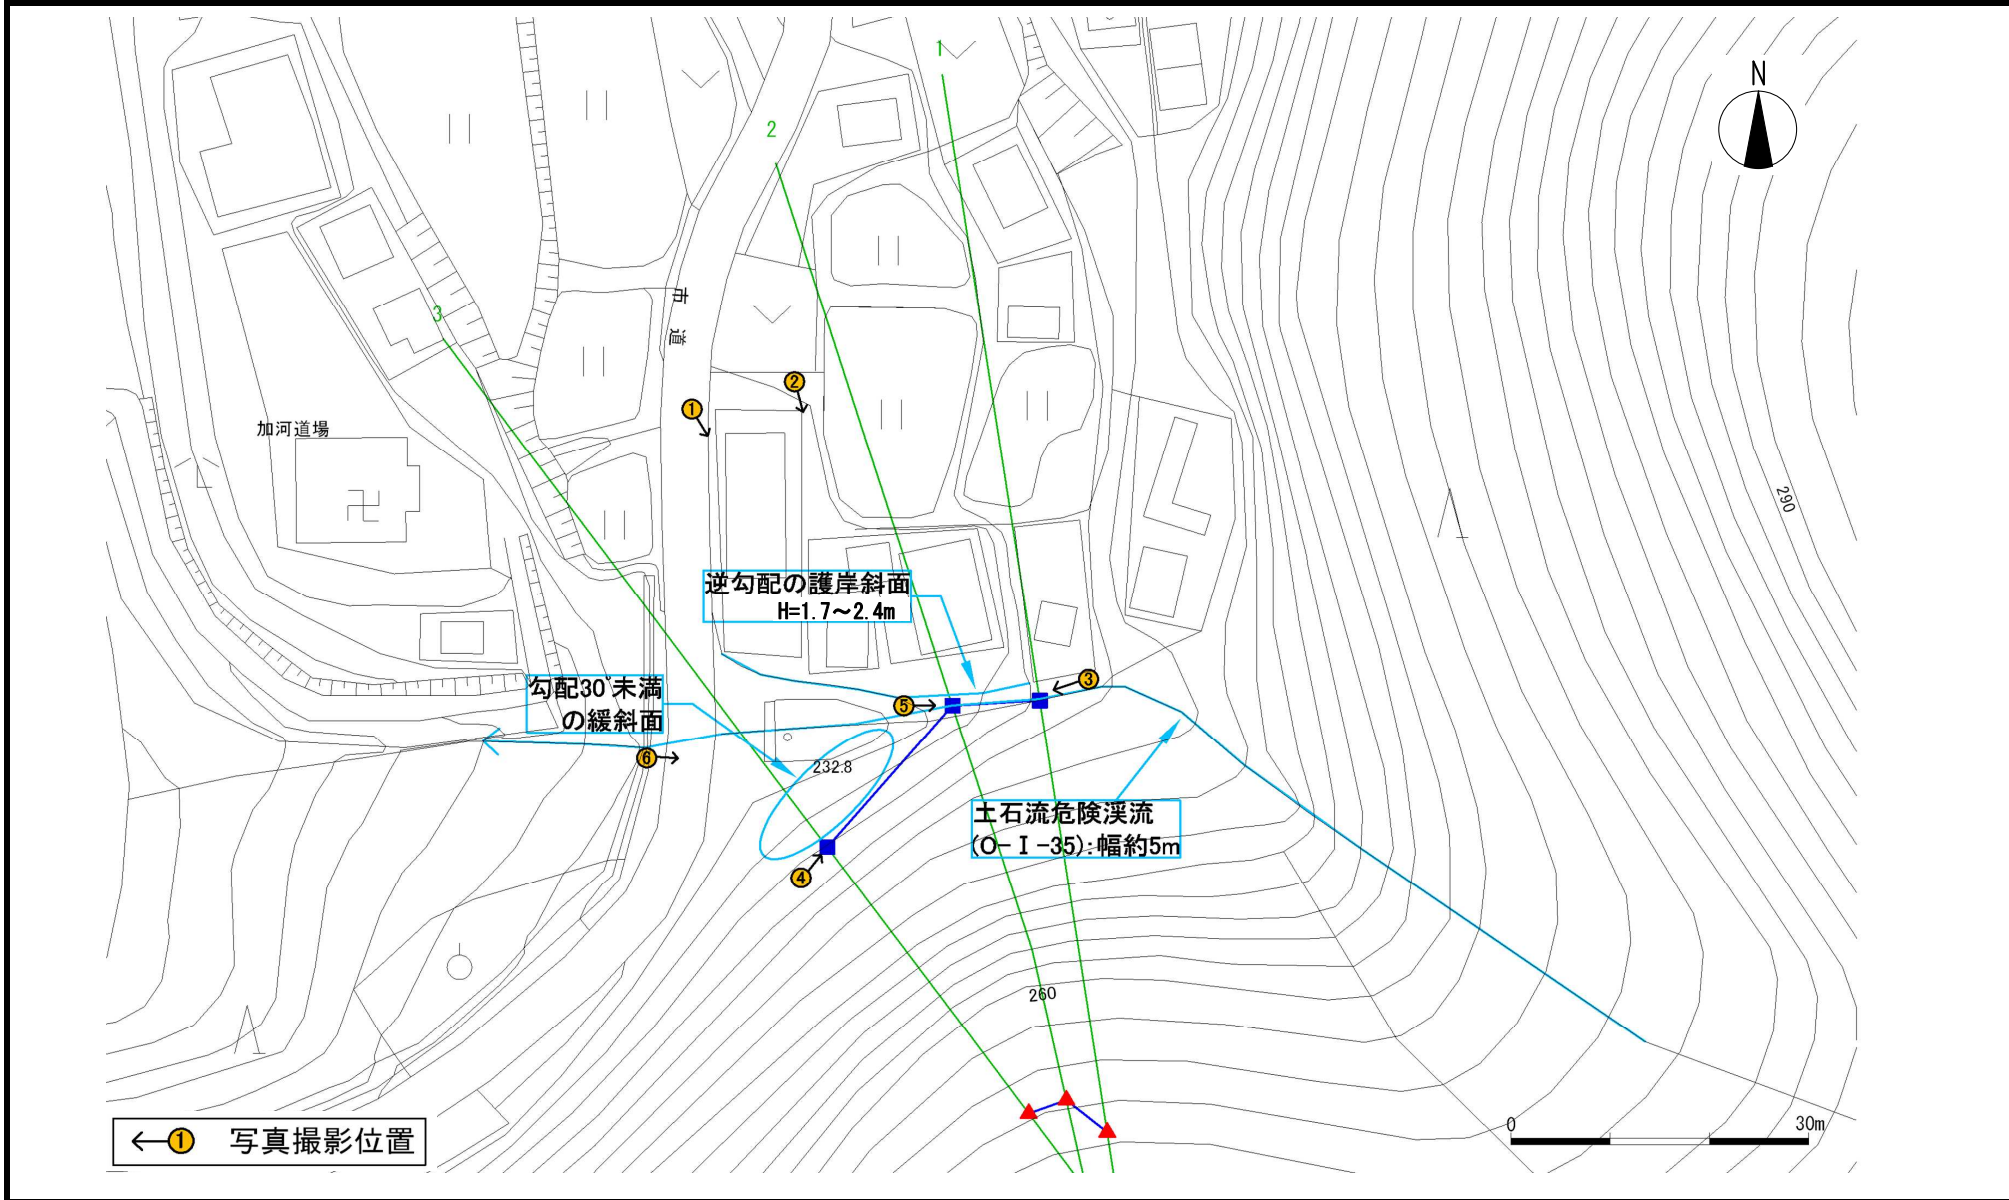 1
N
2
市
道
3
②
①
加河道場
290
逆勾配の護岸斜面
H=1.7～2.4m
③
勾配30°未満
の緩斜面
⑤
⑥
232.8
土石流危険渓流
(O-Ⅰ-35):幅約5m
④
260
0 30m
① 写真撮影位置